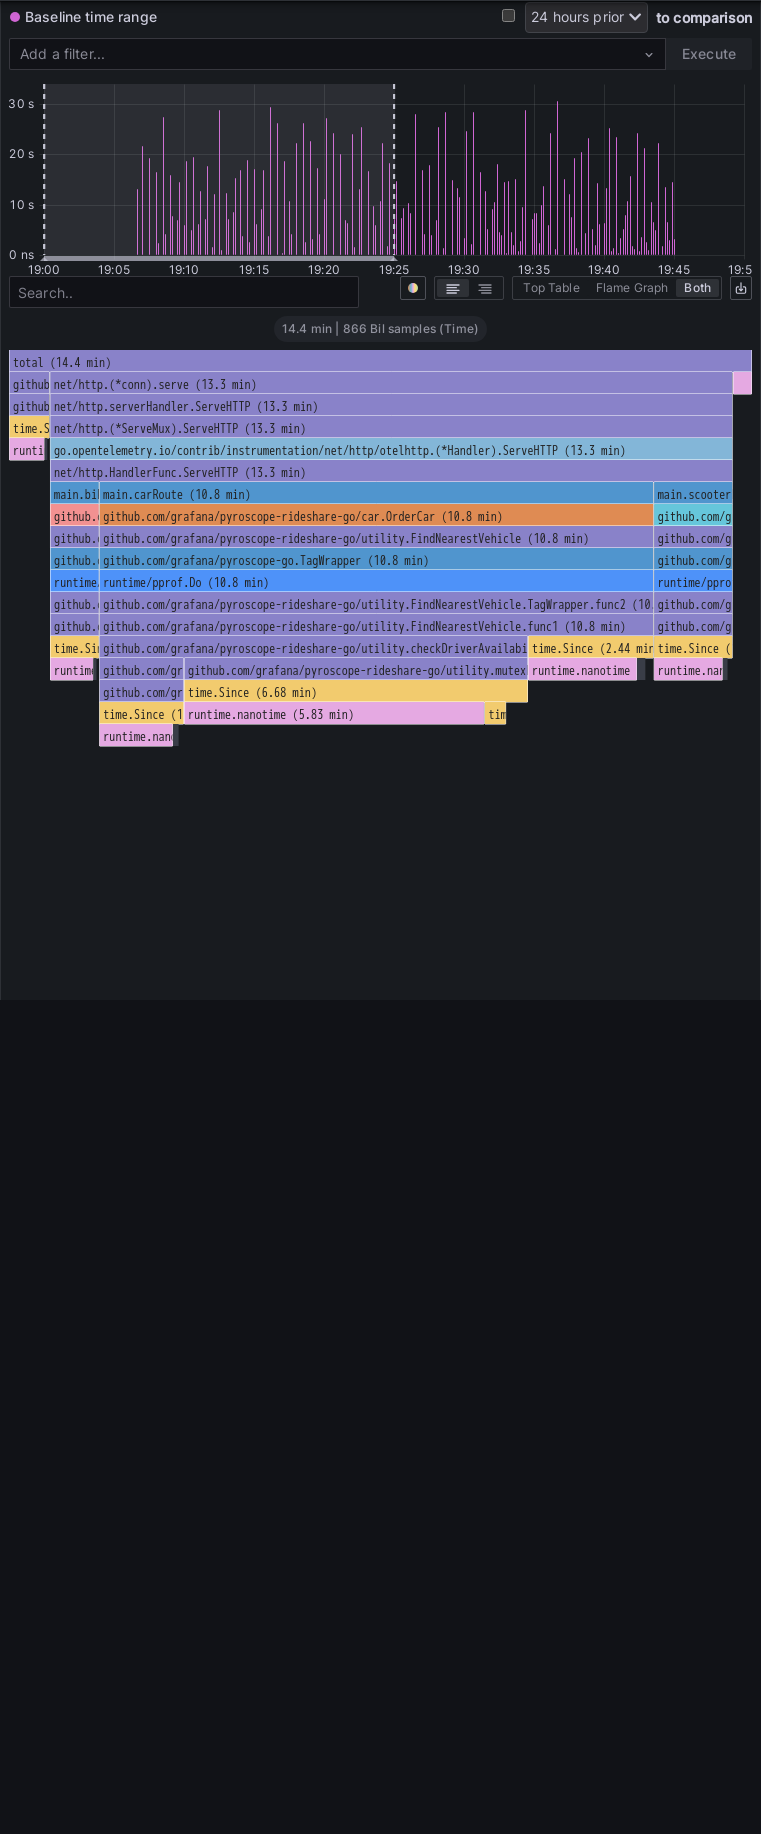 Baseline time range
24 hours prior
to comparison
Add a filter...
Execute
30 s
20 s
10 s
0 ns
19:00 19:05 19:10 19:15 19:20 19:25 19:30 19:35 19:40 19:45 19:5
Search..
Top Table Flame Graph Both
14.4 min | 866 Bil samples (Time)
total (14.4 min)
github net/http.(*conn).serve (13.3 min)
github net/http.serverHandler.ServeHTTP (13.3 min)
time.S net/http.(*ServeMux).ServeHTTP (13.3 min)
runti go.opentelemetry.io/contrib/instrumentation/net/http/otelhttp.(*Handler).ServeHTTP (13.3 min)
net/http.HandlerFunc.ServeHTTP (13.3 min)
main.bi main.carRoute (10.8 min) main.scooter
github. github.com/grafana/pyroscope-rideshare-go/car.OrderCar (10.8 min) github.com/g
github. github.com/grafana/pyroscope-rideshare-go/utility.FindNearestVehicle (10.8 min) github.com/g
github. github.com/grafana/pyroscope-go.TagWrapper (10.8 min) github.com/g
runtime. runtime/pprof.Do (10.8 min) runtime/ppro
github. github.com/grafana/pyroscope-rideshare-go/utility.FindNearestVehicle.TagWrapper.func2 (10. github.com/g
github. github.com/grafana/pyroscope-rideshare-go/utility.FindNearestVehicle.func1 (10.8 min) github.com/g
time.Sin github.com/grafana/pyroscope-rideshare-go/utility.checkDriverAvailabi time.Since (2.44 min time.Since (
runtime github.com/gr github.com/grafana/pyroscope-rideshare-go/utility.mutex runtime.nanotime runtime.nan
github.com/gr time.Since (6.68 min)
time.Since (1 runtime.nanotime (5.83 min) tim
runtime.nano